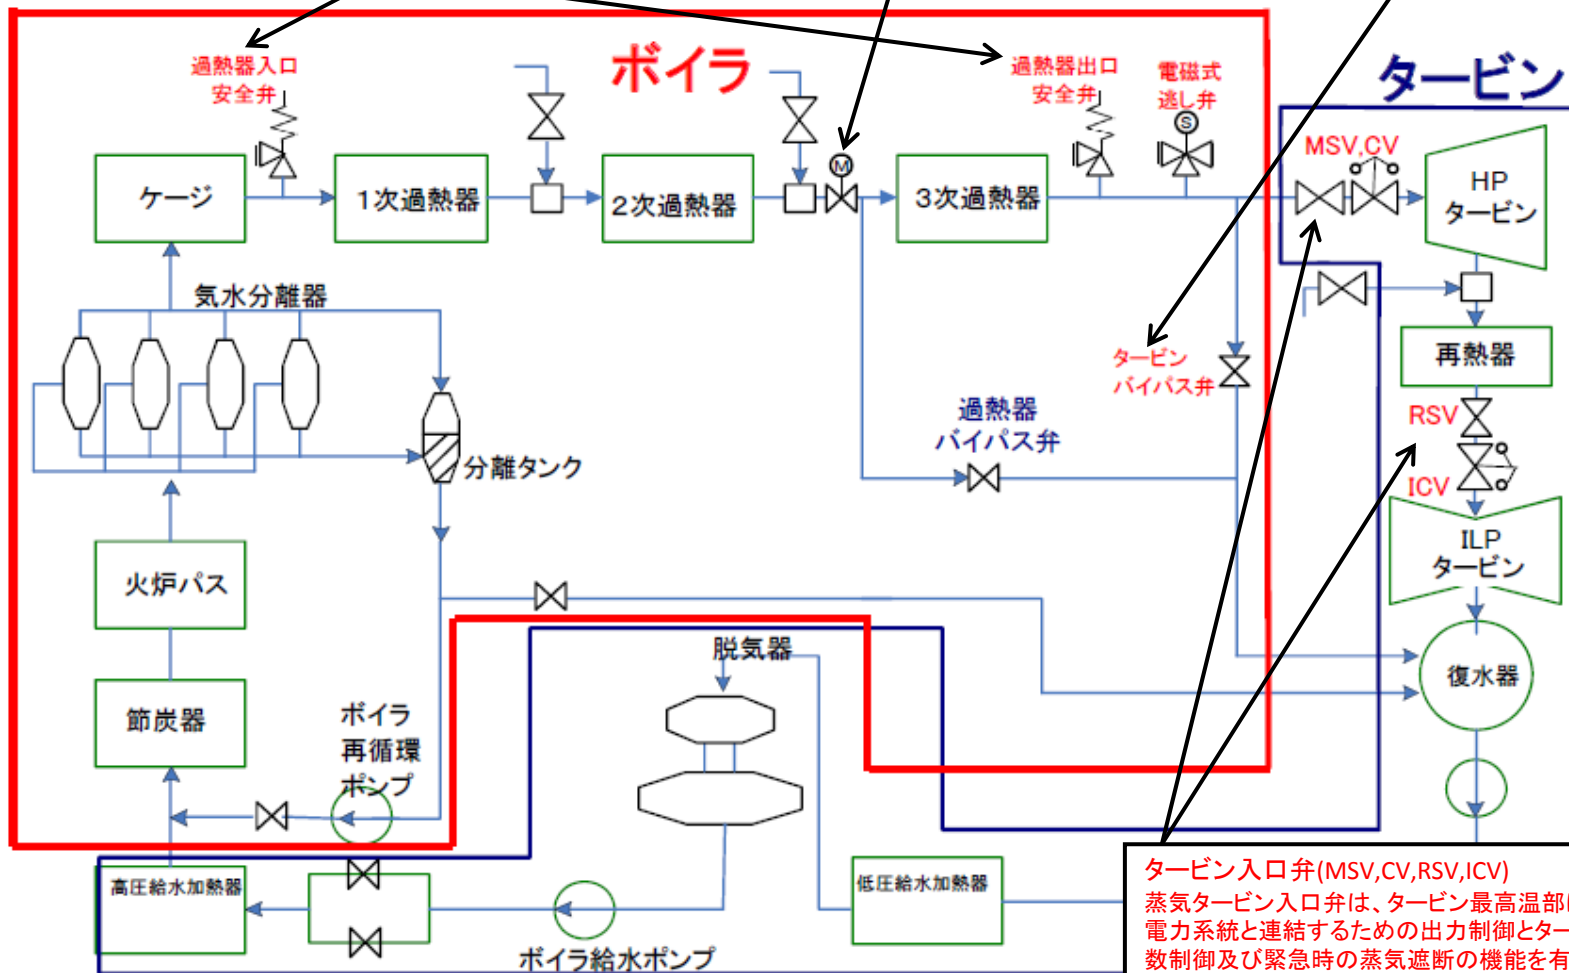 過熱器入口
安全弁
ボイラ
過熱器出口
安全弁
電磁式
逃し弁
S
タービン
M
MSV,CV
ケージ
1次過熱器
2次過熱器
3次過熱器
HP
タービン
気水分離器
再熱器
タービン
バイパス弁
過熱器
バイパス弁
RSV
ICV
分離タンク
ILP
タービン
火炉パス
脱気器
復水器
節炭器
ボイラ
再循環
ポンプ
高圧給水加熱器
低圧給水加熱器
ボイラ給水ポンプ
タービン入口弁(MSV,CV,RSV,ICV)
蒸気タービン入口弁は、タービン最高温部
電力系統と連結するための出力制御とター
数制御及び緊急時の蒸気遮断の機能を有